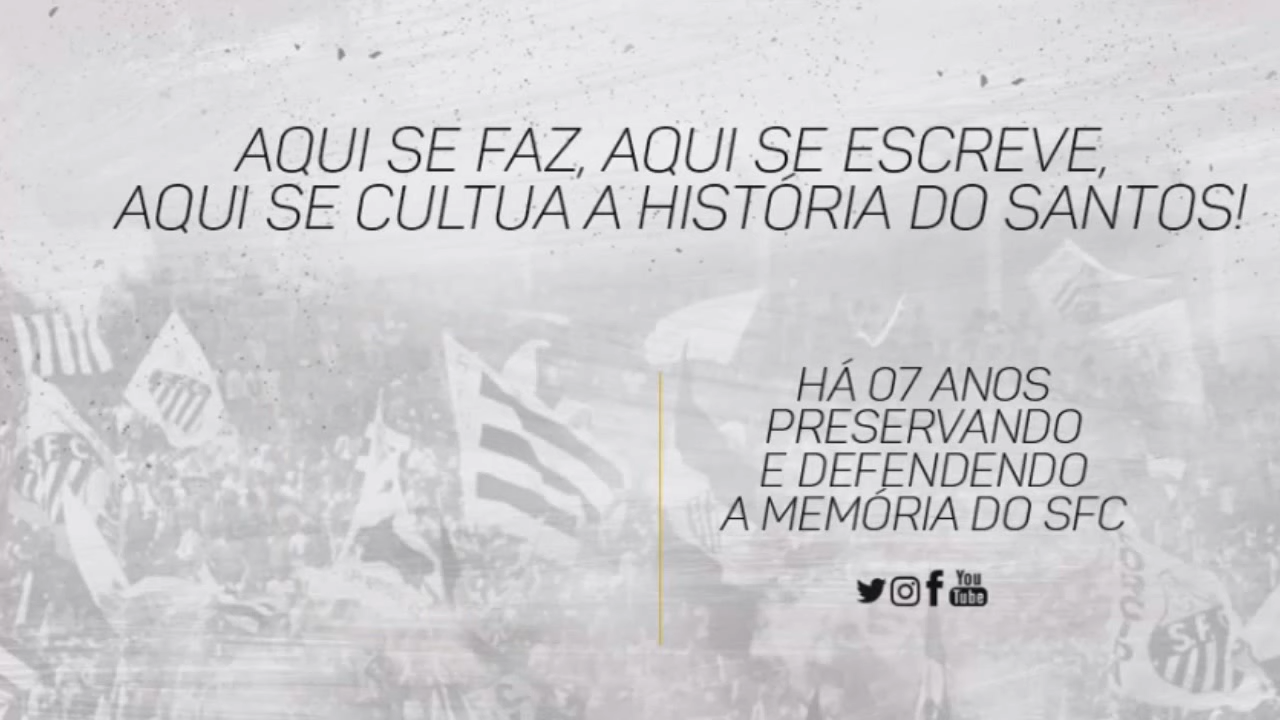 AQUI SE FAZ, AQUI SE ESCREVE,
AQUI SE CULTUA A HISTÓRIA DO SANTOS!
HÁ 07 ANOS
PRESERVANDO
E DEFENDENDO
A MEMÓRIA DO SFC
You
Tube
SFC
S.F.